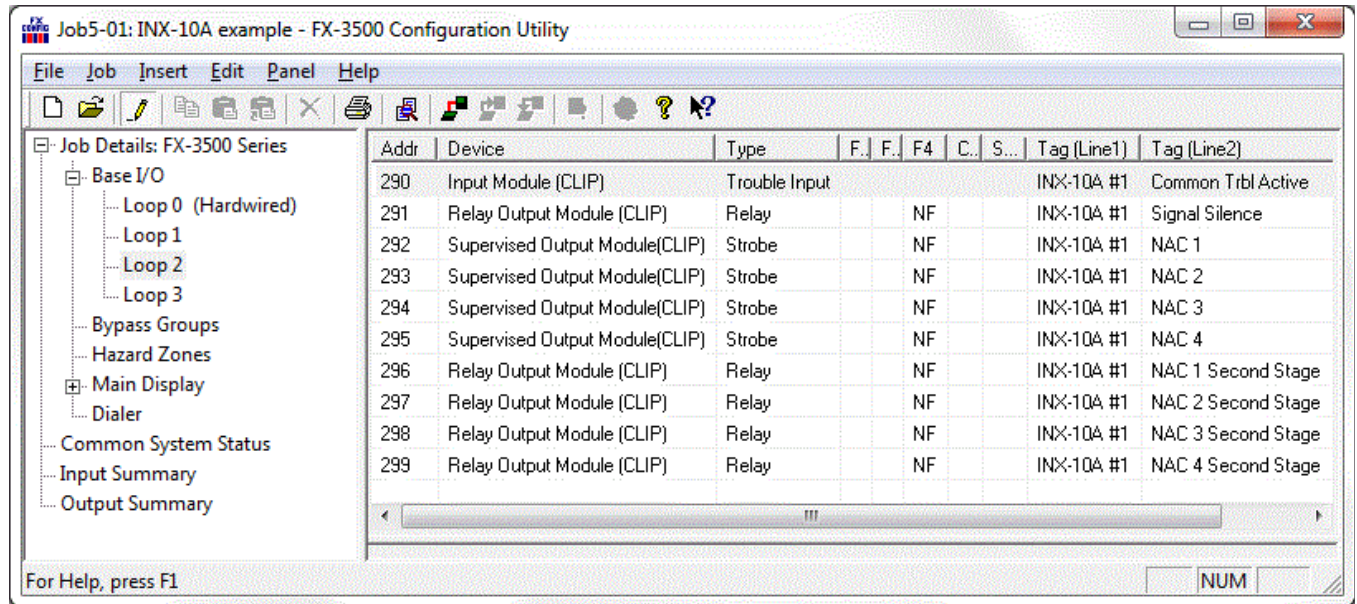 FX CONFIG Job5-01: INX-10A example - FX-3500 Configuration Utility
File Job Insert Edit Panel Help
Job Details: FX-3500 Series
Base I/O
Loop 0 (Hardwired)
Loop 1
Loop 2
Loop 3
Bypass Groups
Hazard Zones
Main Display
Dialer
Common System Status
Input Summary
Output Summary
Addr Device Type F.. F.. F4 C.. S... Tag (Line1) Tag (Line2)
290 Input Module (CLIP) Trouble Input INX-10A #1 Common Trbl Active
291 Relay Output Module (CLIP) Relay NF INX-10A #1 Signal Silence
292 Supervised Output Module(CLIP) Strobe NF INX-10A #1 NAC 1
293 Supervised Output Module(CLIP) Strobe NF INX-10A #1 NAC 2
294 Supervised Output Module(CLIP) Strobe NF INX-10A #1 NAC 3
295 Supervised Output Module(CLIP) Strobe NF INX-10A #1 NAC 4
296 Relay Output Module (CLIP) Relay NF INX-10A #1 NAC 1 Second Stage
297 Relay Output Module (CLIP) Relay NF INX-10A #1 NAC 2 Second Stage
298 Relay Output Module (CLIP) Relay NF INX-10A #1 NAC 3 Second Stage
299 Relay Output Module (CLIP) Relay NF INX-10A #1 NAC 4 Second Stage
For Help, press F1 NUM